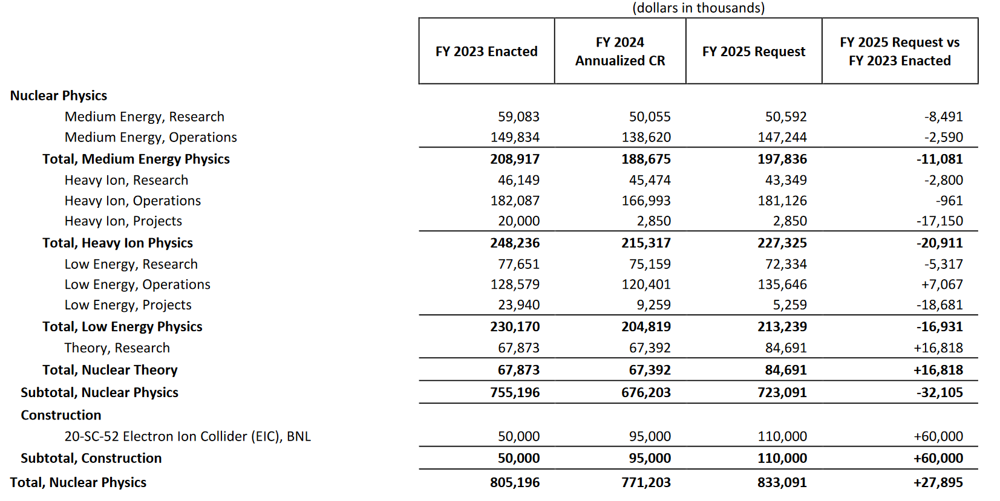 (dollars in thousands)
FY 2023 Enacted FY 2024 Annualized CR FY 2025 Request FY 2025 Request vs FY 2023 Enacted
Nuclear Physics
Medium Energy, Research 59,083 50,055 50,592 -8,491
Medium Energy, Operations 149,834 138,620 147,244 -2,590
Total, Medium Energy Physics 208,917 188,675 197,836 -11,081
Heavy Ion, Research 46,149 45,474 43,349 -2,800
Heavy Ion, Operations 182,087 166,993 181,126 -961
Heavy Ion, Projects 20,000 2,850 2,850 -17,150
Total, Heavy Ion Physics 248,236 215,317 227,325 -20,911
Low Energy, Research 77,651 75,159 72,334 -5,317
Low Energy, Operations 128,579 120,401 135,646 +7,067
Low Energy, Projects 23,940 9,259 5,259 -18,681
Total, Low Energy Physics 230,170 204,819 213,239 -16,931
Theory, Research 67,873 67,392 84,691 +16,818
Total, Nuclear Theory 67,873 67,392 84,691 +16,818
Subtotal, Nuclear Physics 755,196 676,203 723,091 -32,105
Construction
20-SC-52 Electron Ion Collider (EIC), BNL 50,000 95,000 110,000 +60,000
Subtotal, Construction 50,000 95,000 110,000 +60,000
Total, Nuclear Physics 805,196 771,203 833,091 +27,895